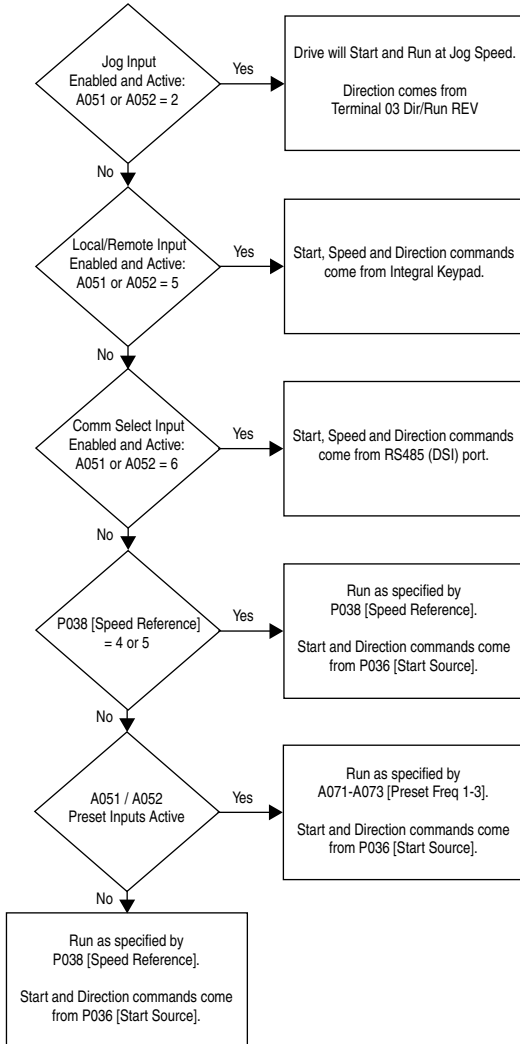 Jog Input
Enabled and Active:
A051 or A052 = 2
Yes
Drive will Start and Run at Jog Speed.
Direction comes from
Terminal 03 Dir/Run REV
No
Local/Remote Input
Enabled and Active:
A051 or A052 = 5
Yes
Start, Speed and Direction commands
come from Integral Keypad.
No
Comm Select Input
Enabled and Active:
A051 or A052 = 6
Yes
Start, Speed and Direction commands
come from RS485 (DSI) port.
No
P038 [Speed Reference]
= 4 or 5
Yes
Run as specified by
P038 [Speed Reference].
Start and Direction commands come
from P036 [Start Source].
No
A051 / A052
Preset Inputs Active
Yes
Run as specified by
A071-A073 [Preset Freq 1-3].
Start and Direction commands come
from P036 [Start Source].
No
Run as specified by
P038 [Speed Reference].
Start and Direction commands come
from P036 [Start Source].